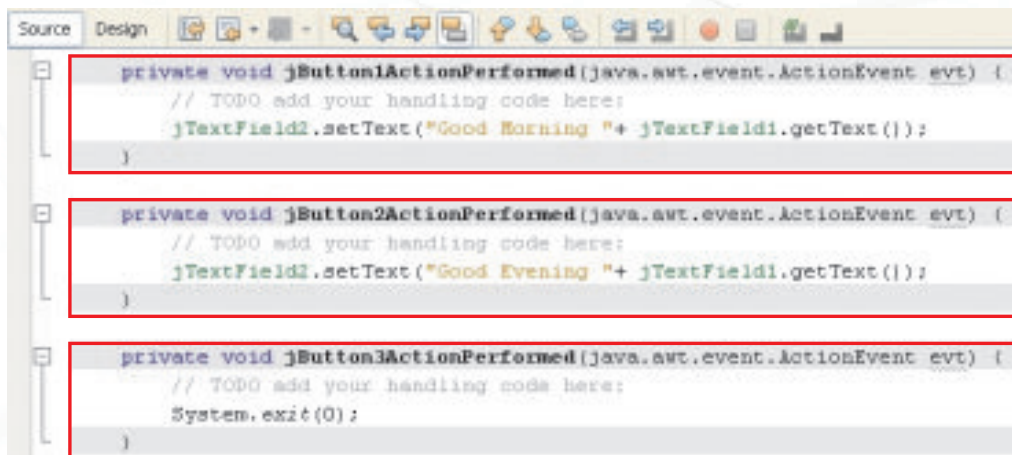 Source Design
private void jButton1ActionPerformed(java.awt.event.ActionEvent evt) {
// TODO add your handling code here:
jTextField2.setText("Good Morning "+ jTextField1.getText());
}
private void jButton2ActionPerformed(java.awt.event.ActionEvent evt) {
// TODO add your handling code here:
jTextField2.setText("Good Evening "+ jTextField1.getText());
}
private void jButton3ActionPerformed(java.awt.event.ActionEvent evt) {
// TODO add your handling code here:
System.exit(0);
}